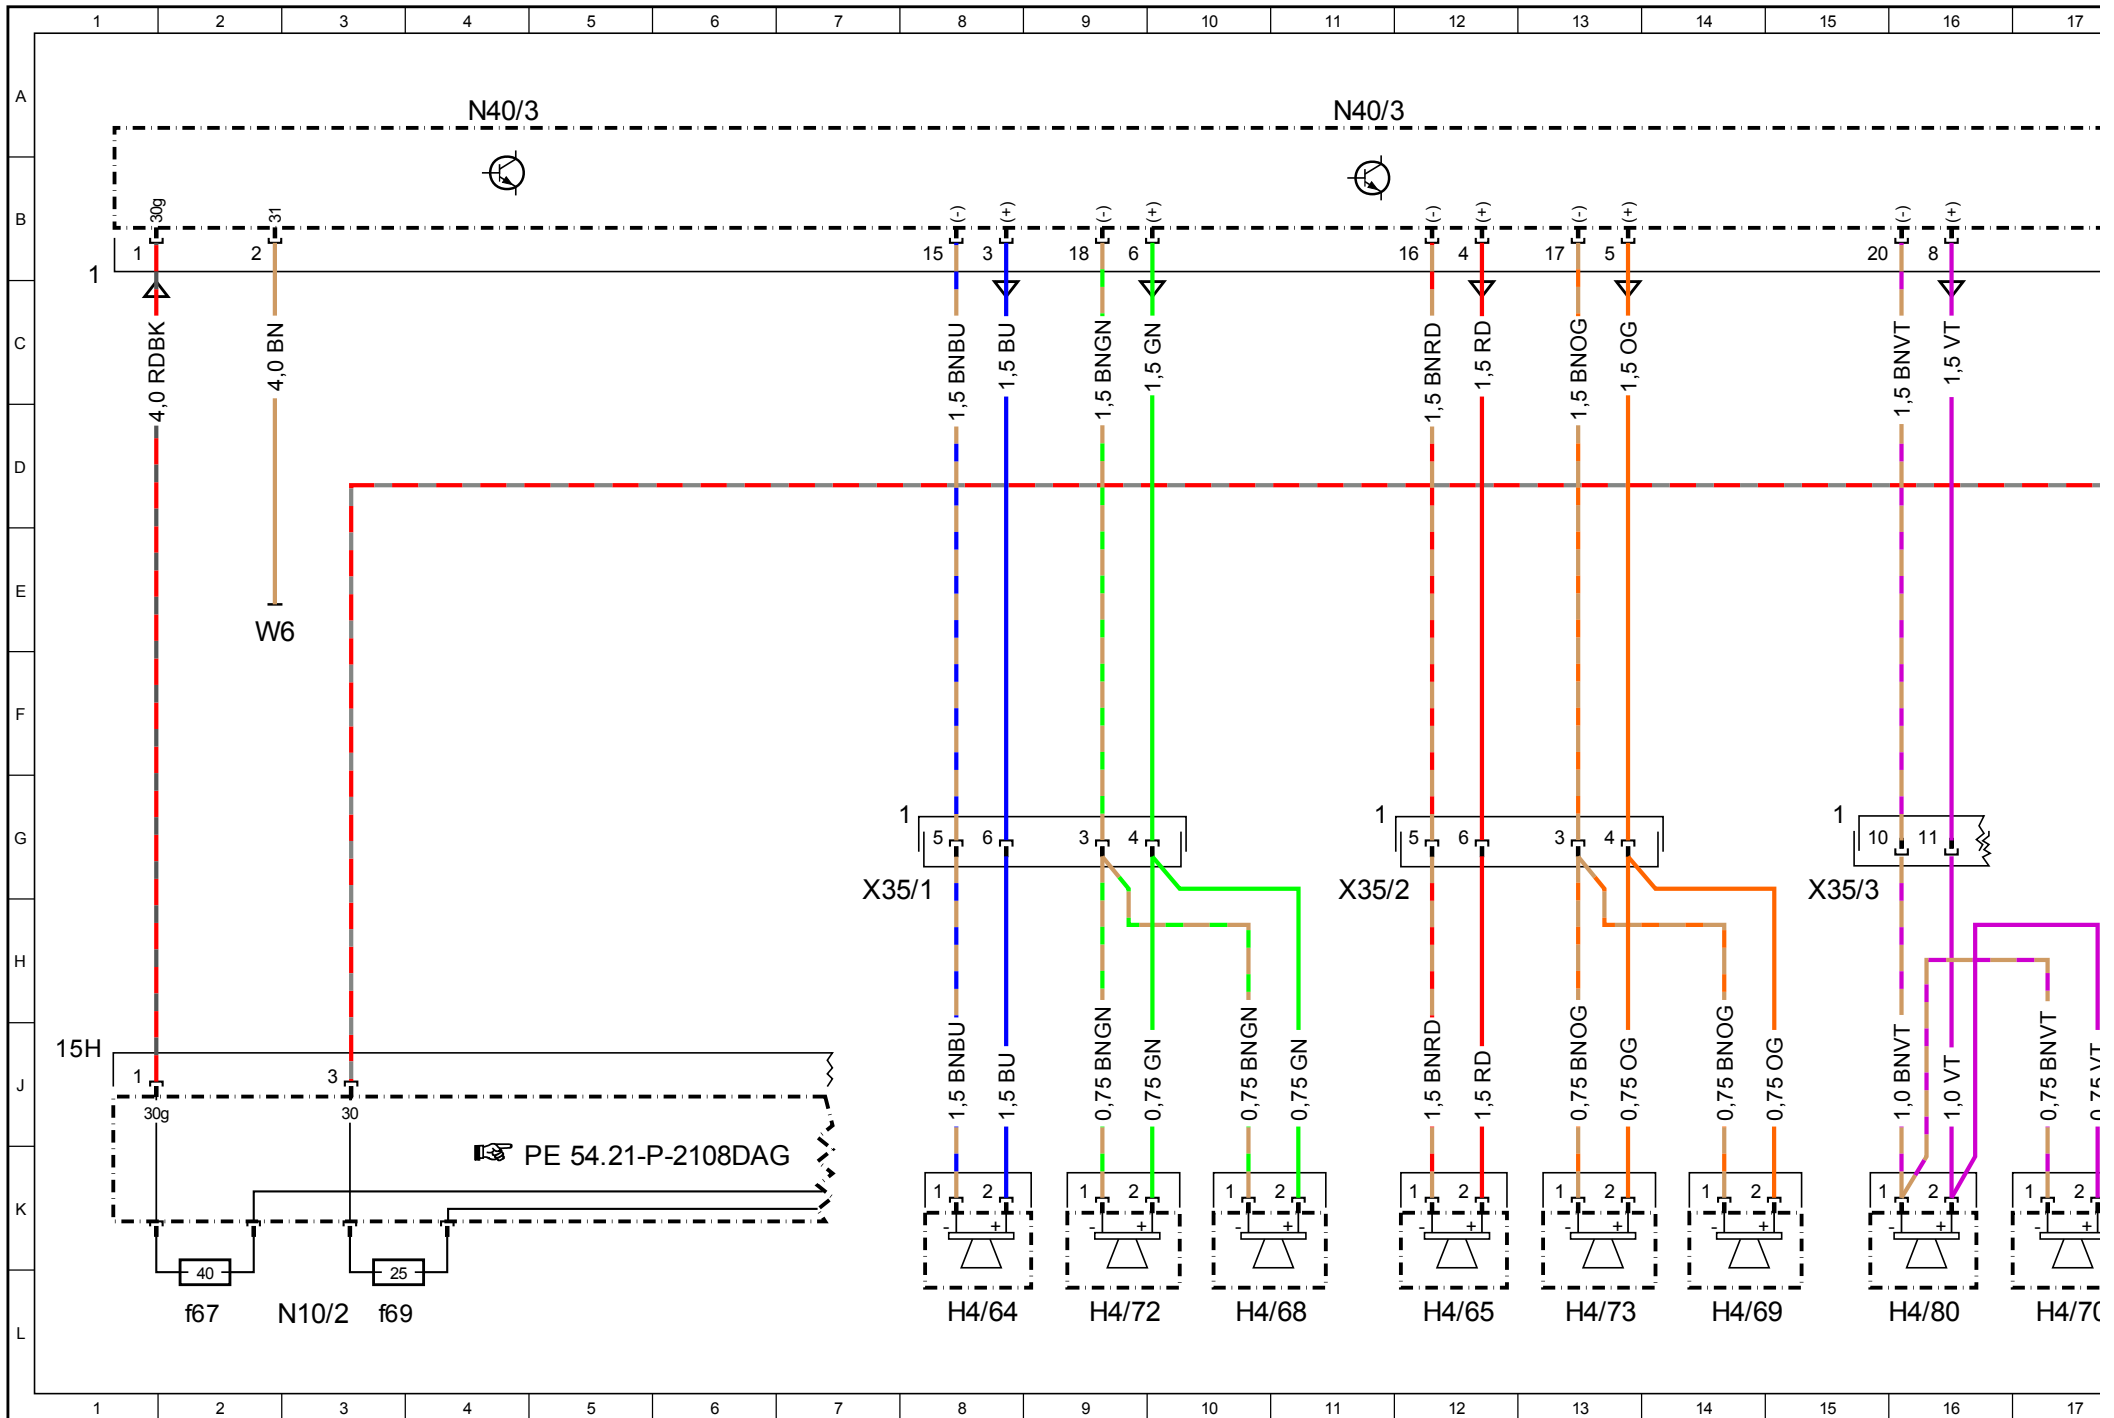 1 2 3 4 5 6 7 8 9 10 11 12 13 14 15 16 17
A
B
C
D
E
F
G
H
J
K
L
N40/3 N40/3
30g 31 (-) (+) (-) (+) (-) (+) (-) (+) (-) (+)
1 2 15 3 18 6 16 4 17 5 20 8
1
4,0 RDBK
4,0 BN
1,5 BNBU
1,5 BU
1,5 BNGN
1,5 GN
1,5 BNRD
1,5 RD
1,5 BNOG
1,5 OG
1,5 BNVT
1,5 VT
W6
1 1 1
5 6 3 4 5 6 3 4 10 11
X35/1 X35/2 X35/3
15H
1 3
30g 30
1,5 BNBU
1,5 BU
0,75 BNGN
0,75 GN
0,75 BNGN
0,75 GN
1,5 BNRD
1,5 RD
0,75 BNOG
0,75 OG
0,75 BNOG
0,75 OG
1,0 BNVT
1,0 VT
0,75 BNVT
0,75 VT
PE 54.21-P-2108DAG
1 2 1 2 1 2 1 2 1 2 1 2 1 2 1 2
- + - + - + - + - + - + - + - +
40 25
f67 N10/2 f69
H4/64 H4/72 H4/68 H4/65 H4/73 H4/69 H4/80 H4/70
1 2 3 4 5 6 7 8 9 10 11 12 13 14 15 16 17